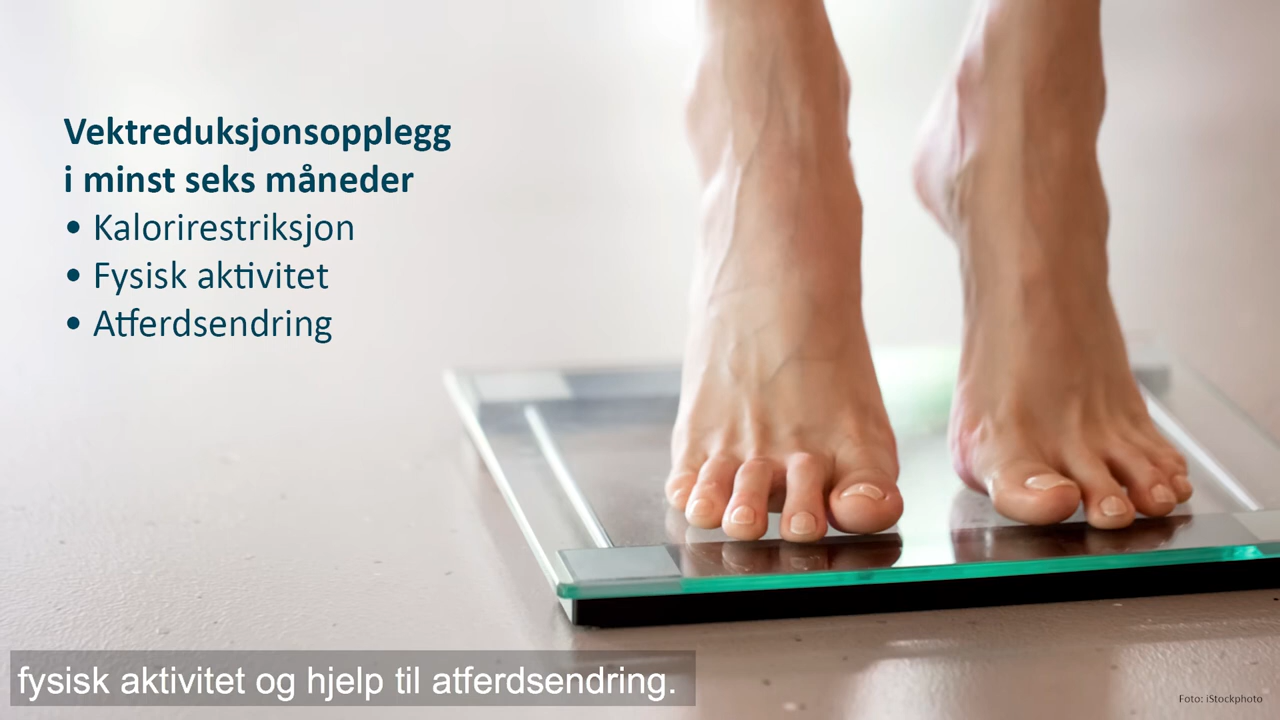 Vektreduksjonsopplegg
i minst seks måneder
• Kalorirestriksjon
• Fysisk aktivitet
• Atferdsendring
fysisk aktivitet og hjelp til atferdsendring.
Foto: iStockphoto